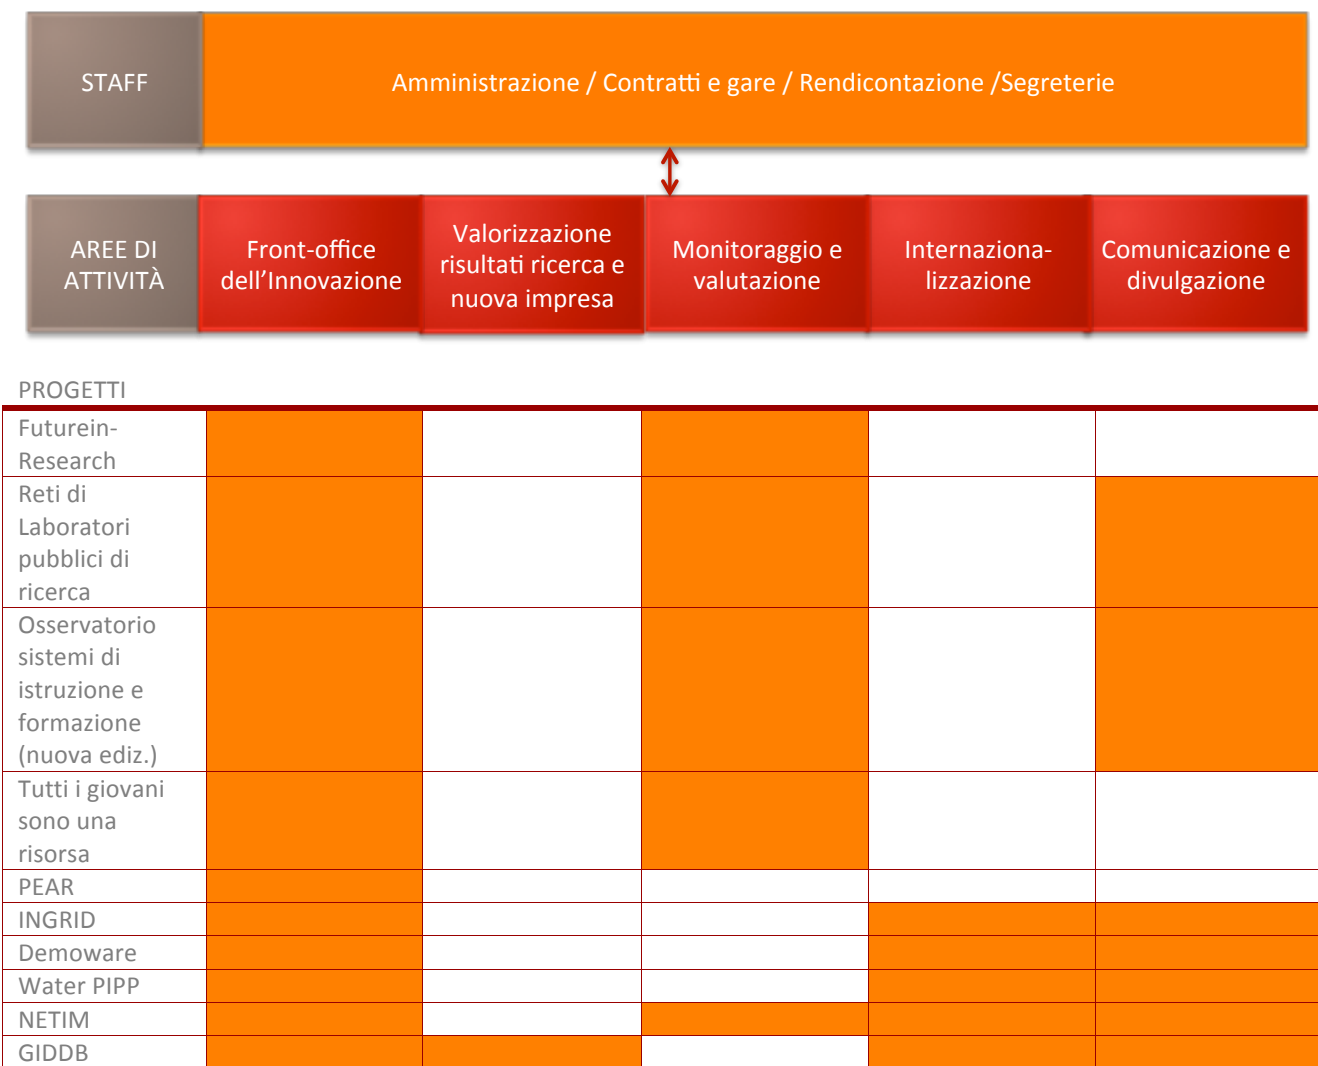 STAFF
Amministrazione / Contratti e gare / Rendicontazione /Segreterie
AREE DI
ATTIVITÀ
Front-office
dell’Innovazione
Valorizzazione
risultati ricerca e
nuova impresa
Monitoraggio e
valutazione
Internaziona-
lizzazione
Comunicazione e
divulgazione
PROGETTI
Futurein-
Research
Reti di
Laboratori
pubblici di
ricerca
Osservatorio
sistemi di
istruzione e
formazione
(nuova ediz.)
Tutti i giovani
sono una
risorsa
PEAR
INGRID
Demoware
Water PIPP
NETIM
GIDDB